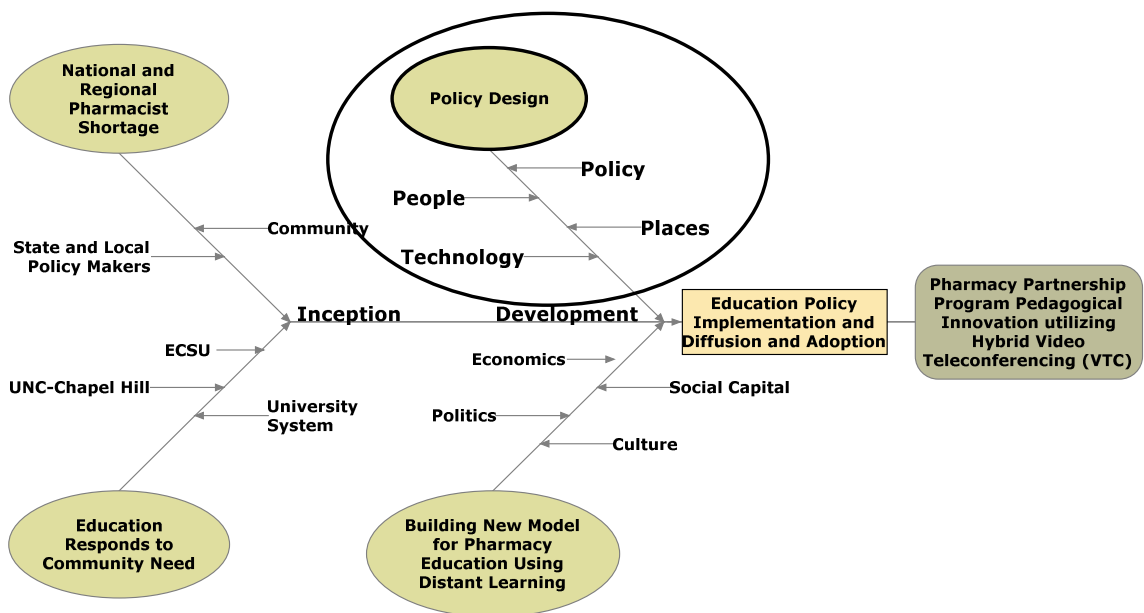 National and
Regional
Pharmacist
Shortage
Policy Design
Policy
People
Places
Technology
Community
State and Local
Policy Makers
Inception
Development
Education Policy
Implementation and
Diffusion and Adoption
Pharmacy Partnership
Program Pedagogical
Innovation utilizing
Hybrid Video
Teleconferencing (VTC)
ECSU
UNC-Chapel Hill
University
System
Economics
Social Capital
Politics
Culture
Education
Responds to
Community Need
Building New Model
for Pharmacy
Education Using
Distant Learning